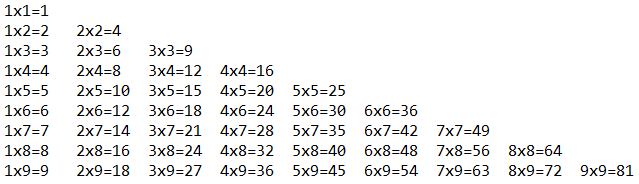 1x1=1
1x2=2 2x2=4
1x3=3 2x3=6 3x3=9
1x4=4 2x4=8 3x4=12 4x4=16
1x5=5 2x5=10 3x5=15 4x5=20 5x5=25
1x6=6 2x6=12 3x6=18 4x6=24 5x6=30 6x6=36
1x7=7 2x7=14 3x7=21 4x7=28 5x7=35 6x7=42 7x7=49
1x8=8 2x8=16 3x8=24 4x8=32 5x8=40 6x8=48 7x8=56 8x8=64
1x9=9 2x9=18 3x9=27 4x9=36 5x9=45 6x9=54 7x9=63 8x9=72 9x9=81